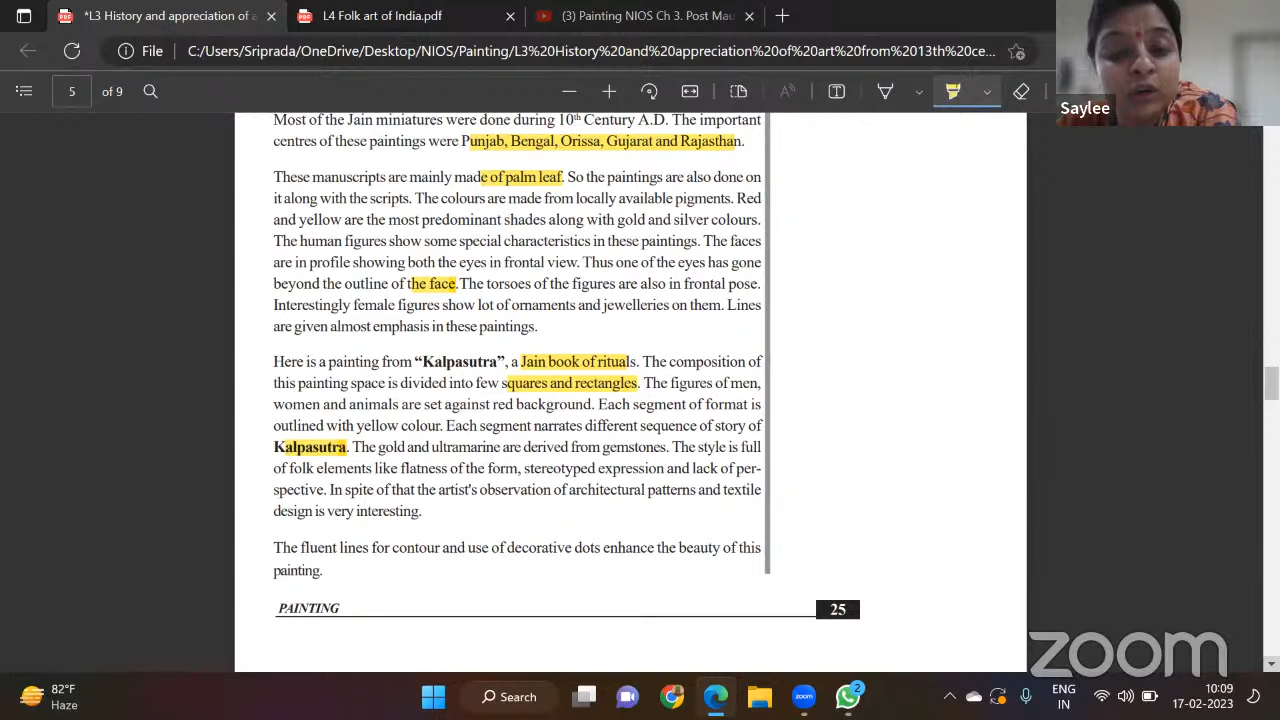 *L3 History and appreciation of a
L4 Folk art of India.pdf
(3) Painting NIOS Ch 3. Post Mau
File
C:/Users/Sriprada/OneDrive/Desktop/NIOS/Painting/L3%20History%20and%20appreciation%20of%20art%20from%2013th%20ce...
5 of 9
Saylee
Most of the Jain miniatures were done during 10th Century A.D. The important
centres of these paintings were Punjab, Bengal, Orissa, Gujarat and Rajasthan.
These manuscripts are mainly made of palm leaf. So the paintings are also done on
it along with the scripts. The colours are made from locally available pigments. Red
and yellow are the most predominant shades along with gold and silver colours.
The human figures show some special characteristics in these paintings. The faces
are in profile showing both the eyes in frontal view. Thus one of the eyes has gone
beyond the outline of the face.The torsoes of the figures are also in frontal pose.
Interestingly female figures show lot of ornaments and jewelleries on them. Lines
are given almost emphasis in these paintings.
Here is a painting from “Kalpasutra”, a Jain book of rituals. The composition of
this painting space is divided into few squares and rectangles. The figures of men,
women and animals are set against red background. Each segment of format is
outlined with yellow colour. Each segment narrates different sequence of story of
Kalpasutra. The gold and ultramarine are derived from gemstones. The style is full
of folk elements like flatness of the form, stereotyped expression and lack of per-
spective. In spite of that the artist's observation of architectural patterns and textile
design is very interesting.
The fluent lines for contour and use of decorative dots enhance the beauty of this
painting.
PAINTING 25
zoom
82°F
Haze
Search
zoom
2
ENG
IN
10:09
17-02-2023